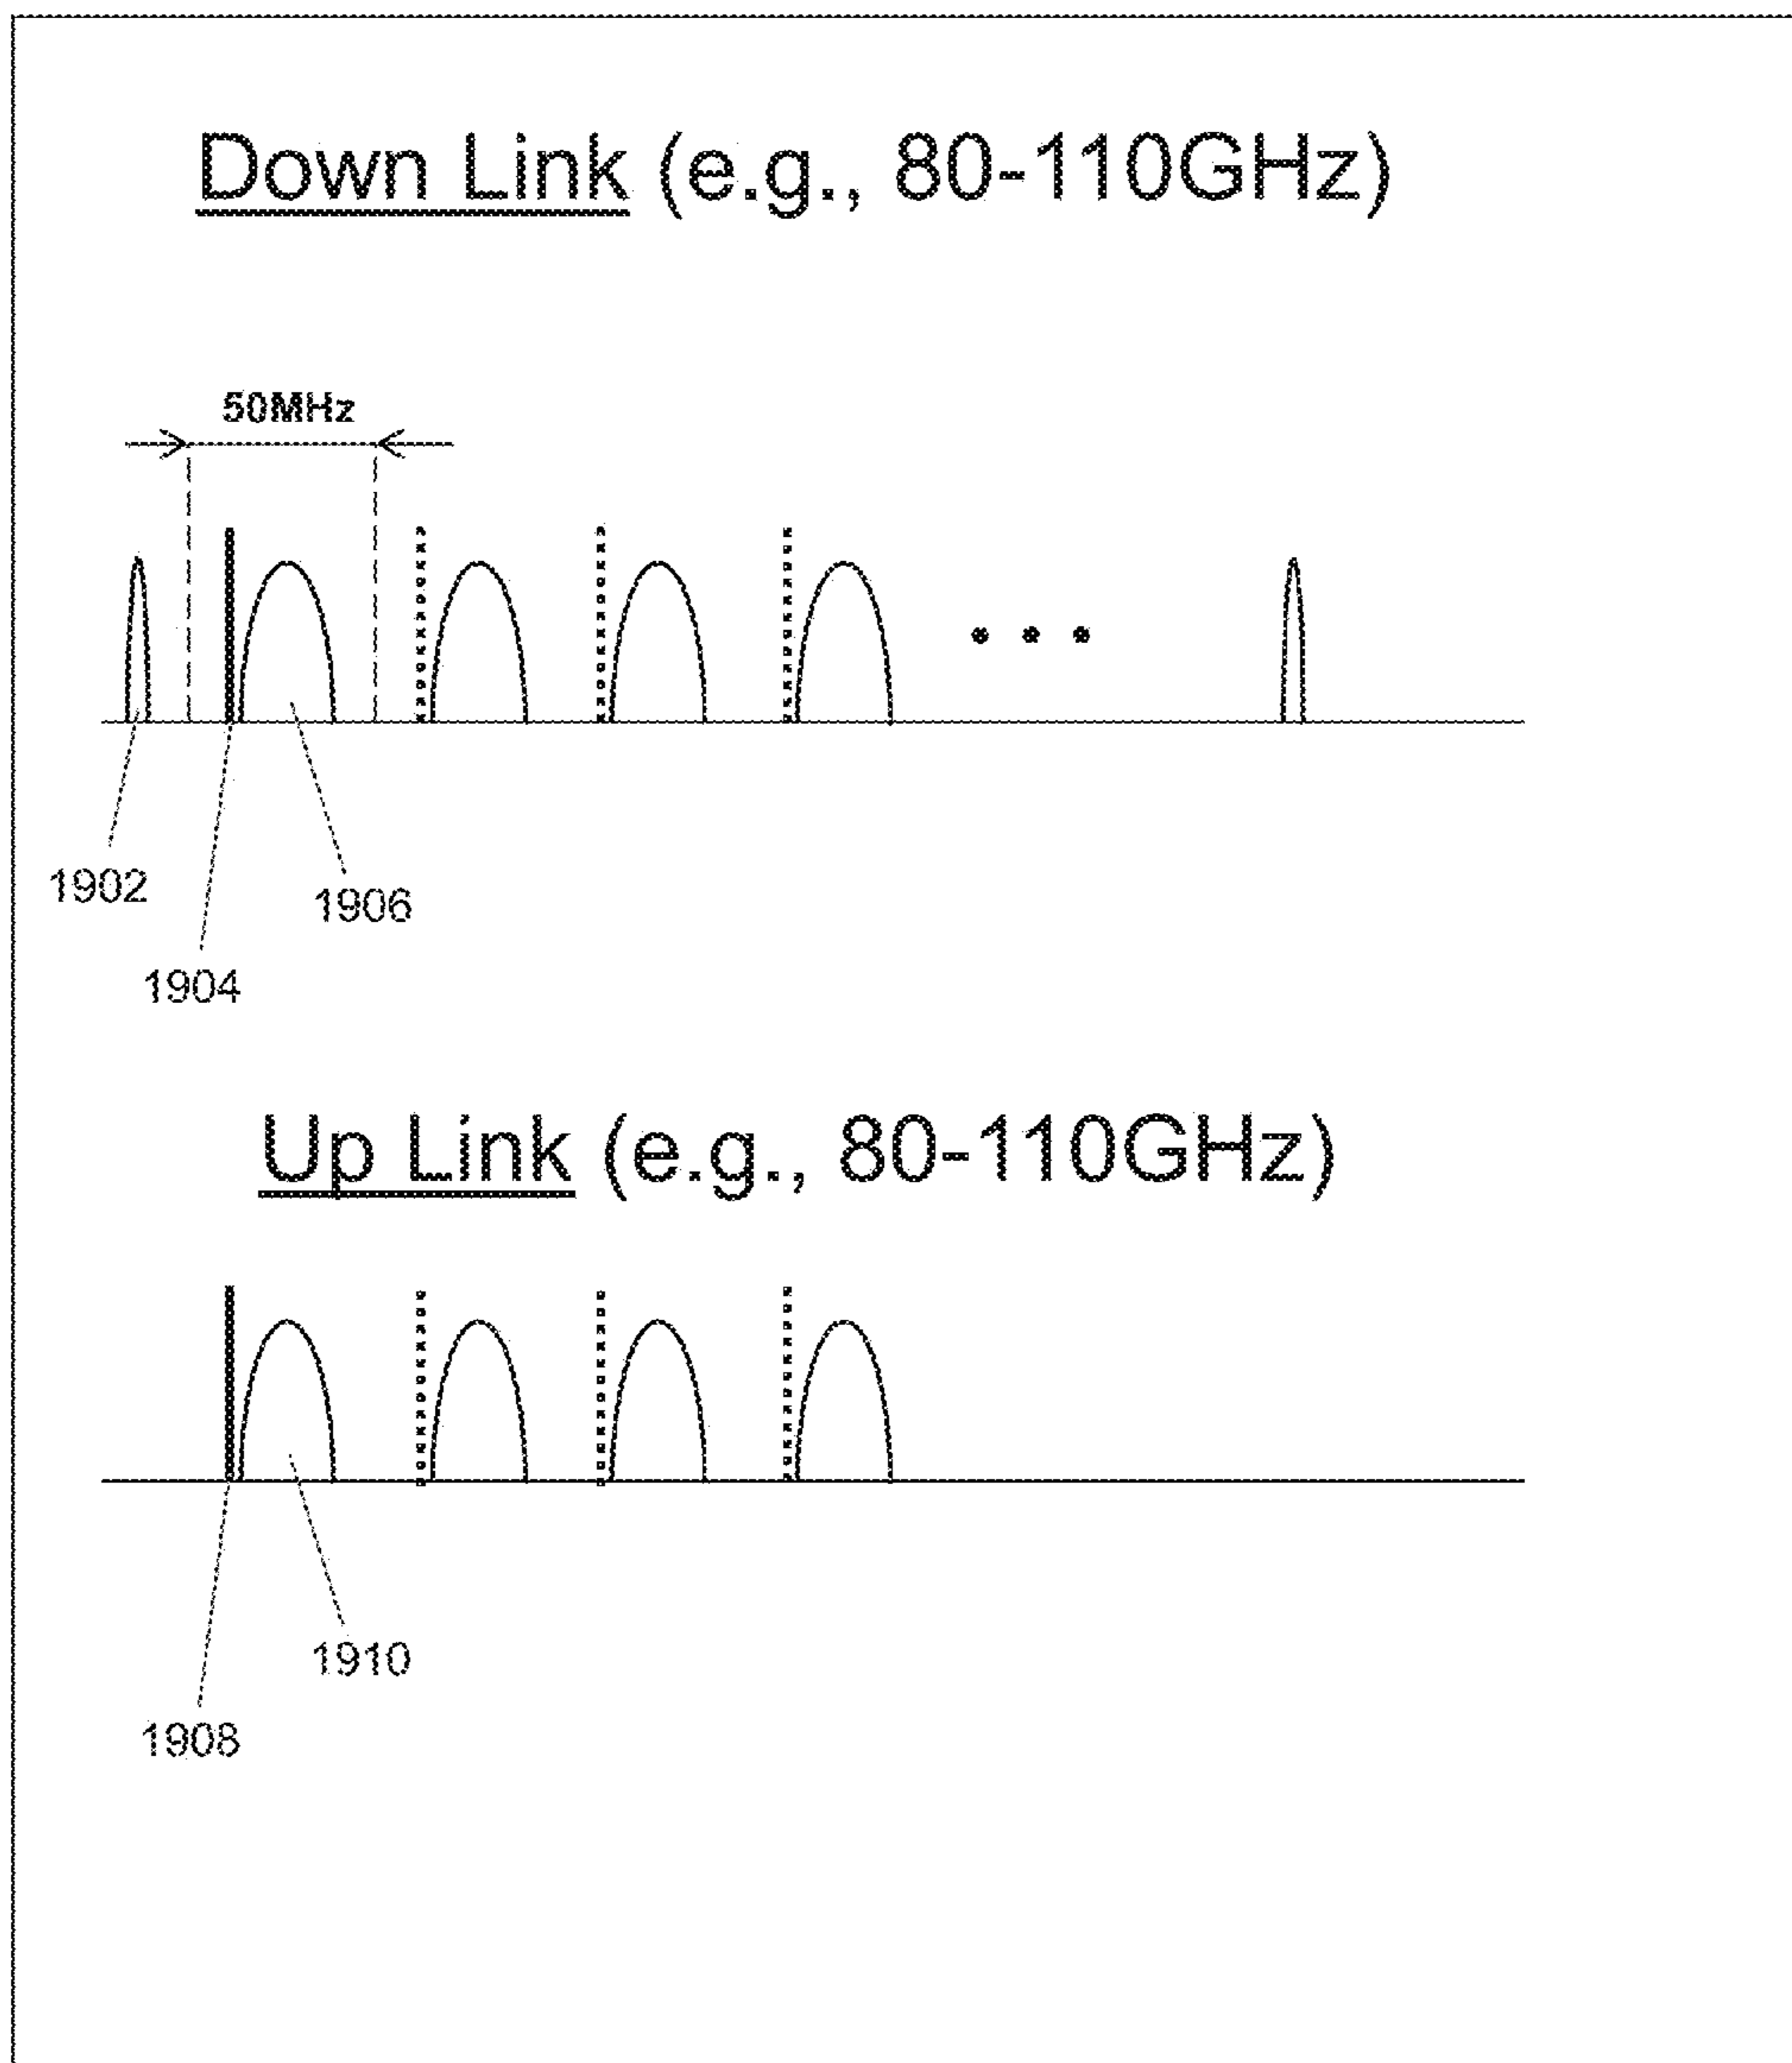 Down Link (e.g., 80-110GHz)
50MHz
1902
1906
1904
Up Link (e.g., 80-110GHz)
1910
1908